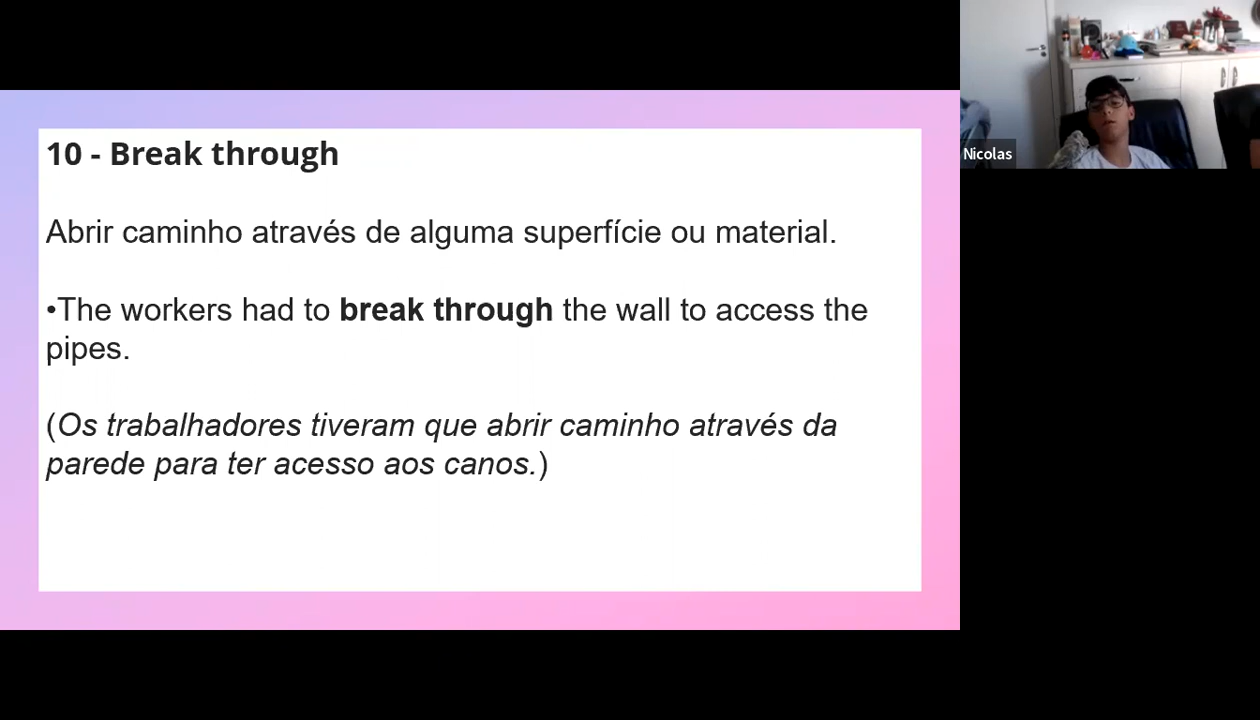 10 - Break through
Abrir caminho através de alguma superfície ou material.
•The workers had to break through the wall to access the
pipes.
(Os trabalhadores tiveram que abrir caminho através da
parede para ter acesso aos canos.)
Nicolas